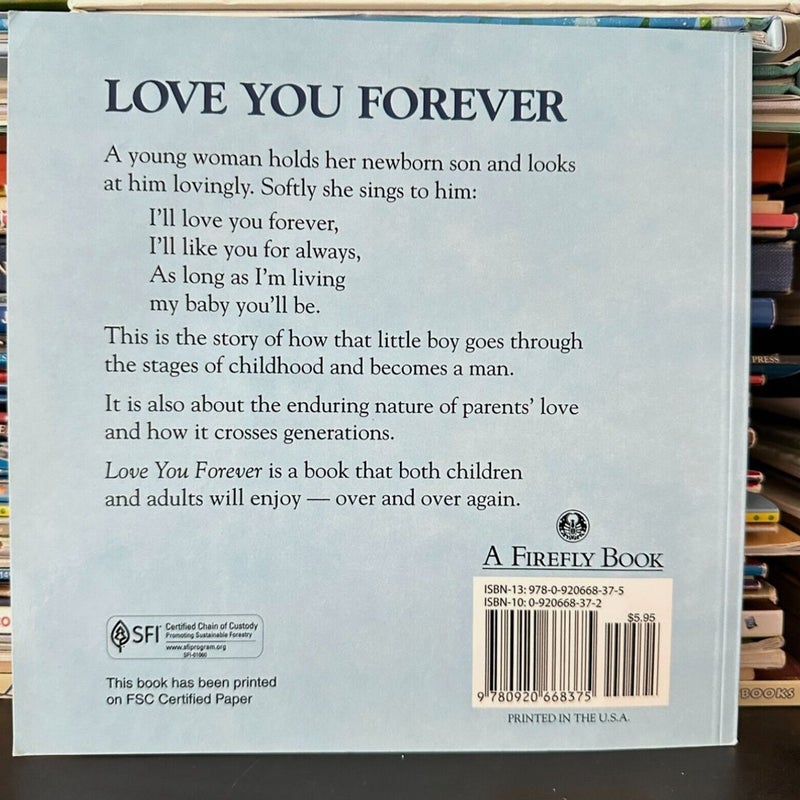 LOVE YOU FOREVER
A young woman holds her newborn son and looks
at him lovingly. Softly she sings to him:
I'll love you forever,
I'll like you for always,
As long as I'm living
my baby you'll be.
This is the story of how that little boy goes through
the stages of childhood and becomes a man.
It is also about the enduring nature of parents' love
and how it crosses generations.
Love You Forever is a book that both children
and adults will enjoy — over and over again.
A FIREFLY BOOK
ISBN-13: 978-0-920668-37-5
ISBN-10: 0-920668-37-2
$5.95
9 780920 668375
PRINTED IN THE U.S.A.
SFI
Certified Chain of Custody
Promoting Sustainable Forestry
www.sfiprogram.org
SFI-01060
This book has been printed
on FSC Certified Paper
PRESS
BOOKS